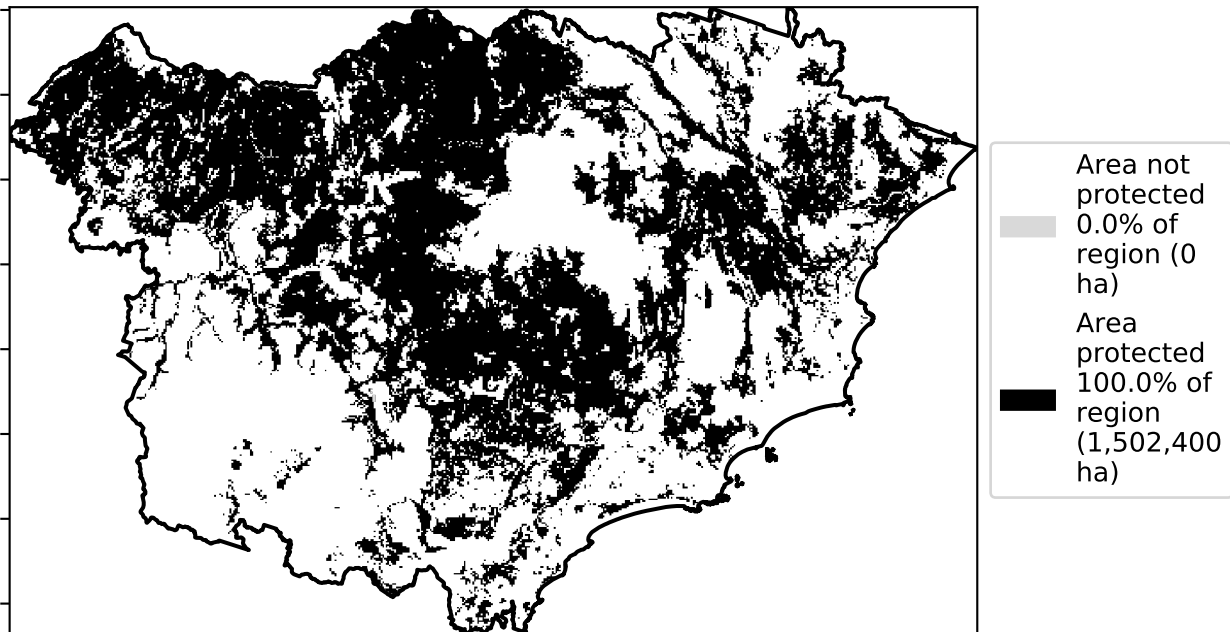 Area not
protected
0.0% of
region (0
ha)
Area
protected
100.0% of
region
(1,502,400
ha)